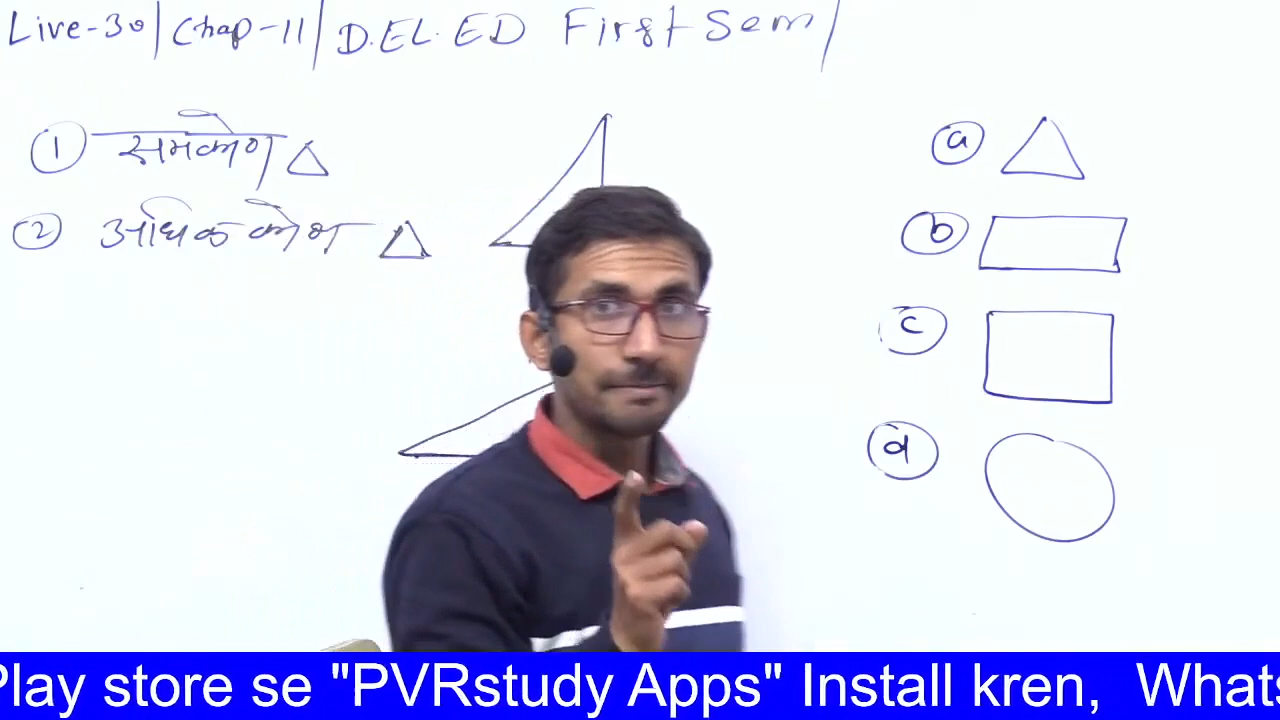 Live-30|Chap-11|D.EL.ED First Sem|
① समकोण △
② अधिक कोण △
ⓐ
ⓑ
ⓒ
ⓓ
Play store se "PVRstudy Apps" Install kren,